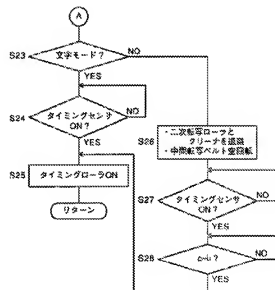 A
S23
文字モード？
NO
YES
S24
タイミングセンサ
ON？
NO
YES
S25
タイミングローラON
リターン
S26
・二次転写ローラと
クリーナを退避
・中間転写ベルト空回転
S27
タイミングセンサ
ON？
NO
YES
S28
NO
YES